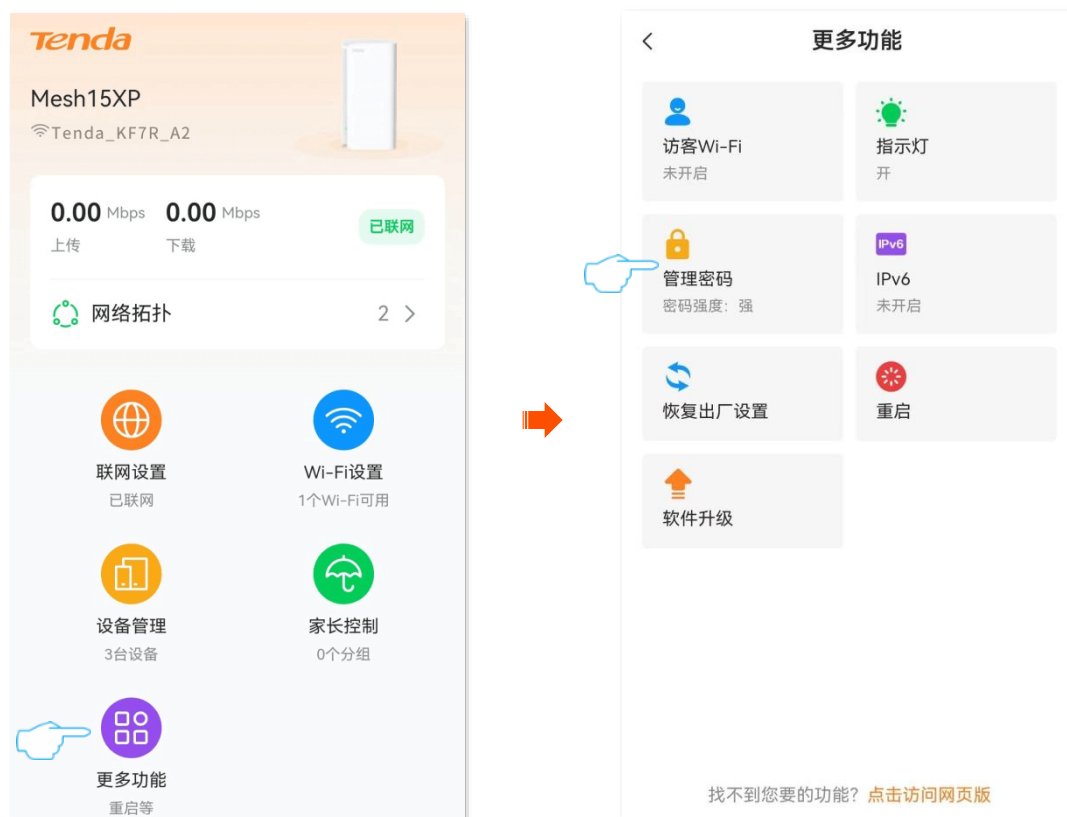 Tenda
Mesh15XP
Tenda_KF7R_A2
0.00 Mbps 0.00 Mbps
上传 下载
已联网
网络拓扑 2
联网设置
已联网
Wi-Fi设置
1个Wi-Fi可用
设备管理
3台设备
家长控制
0个分组
更多功能
重启等
更多功能
访客Wi-Fi
未开启
指示灯
开
管理密码
密码强度：强
IPv6
IPv6
未开启
恢复出厂设置
重启
软件升级
找不到您要的功能？点击访问网页版